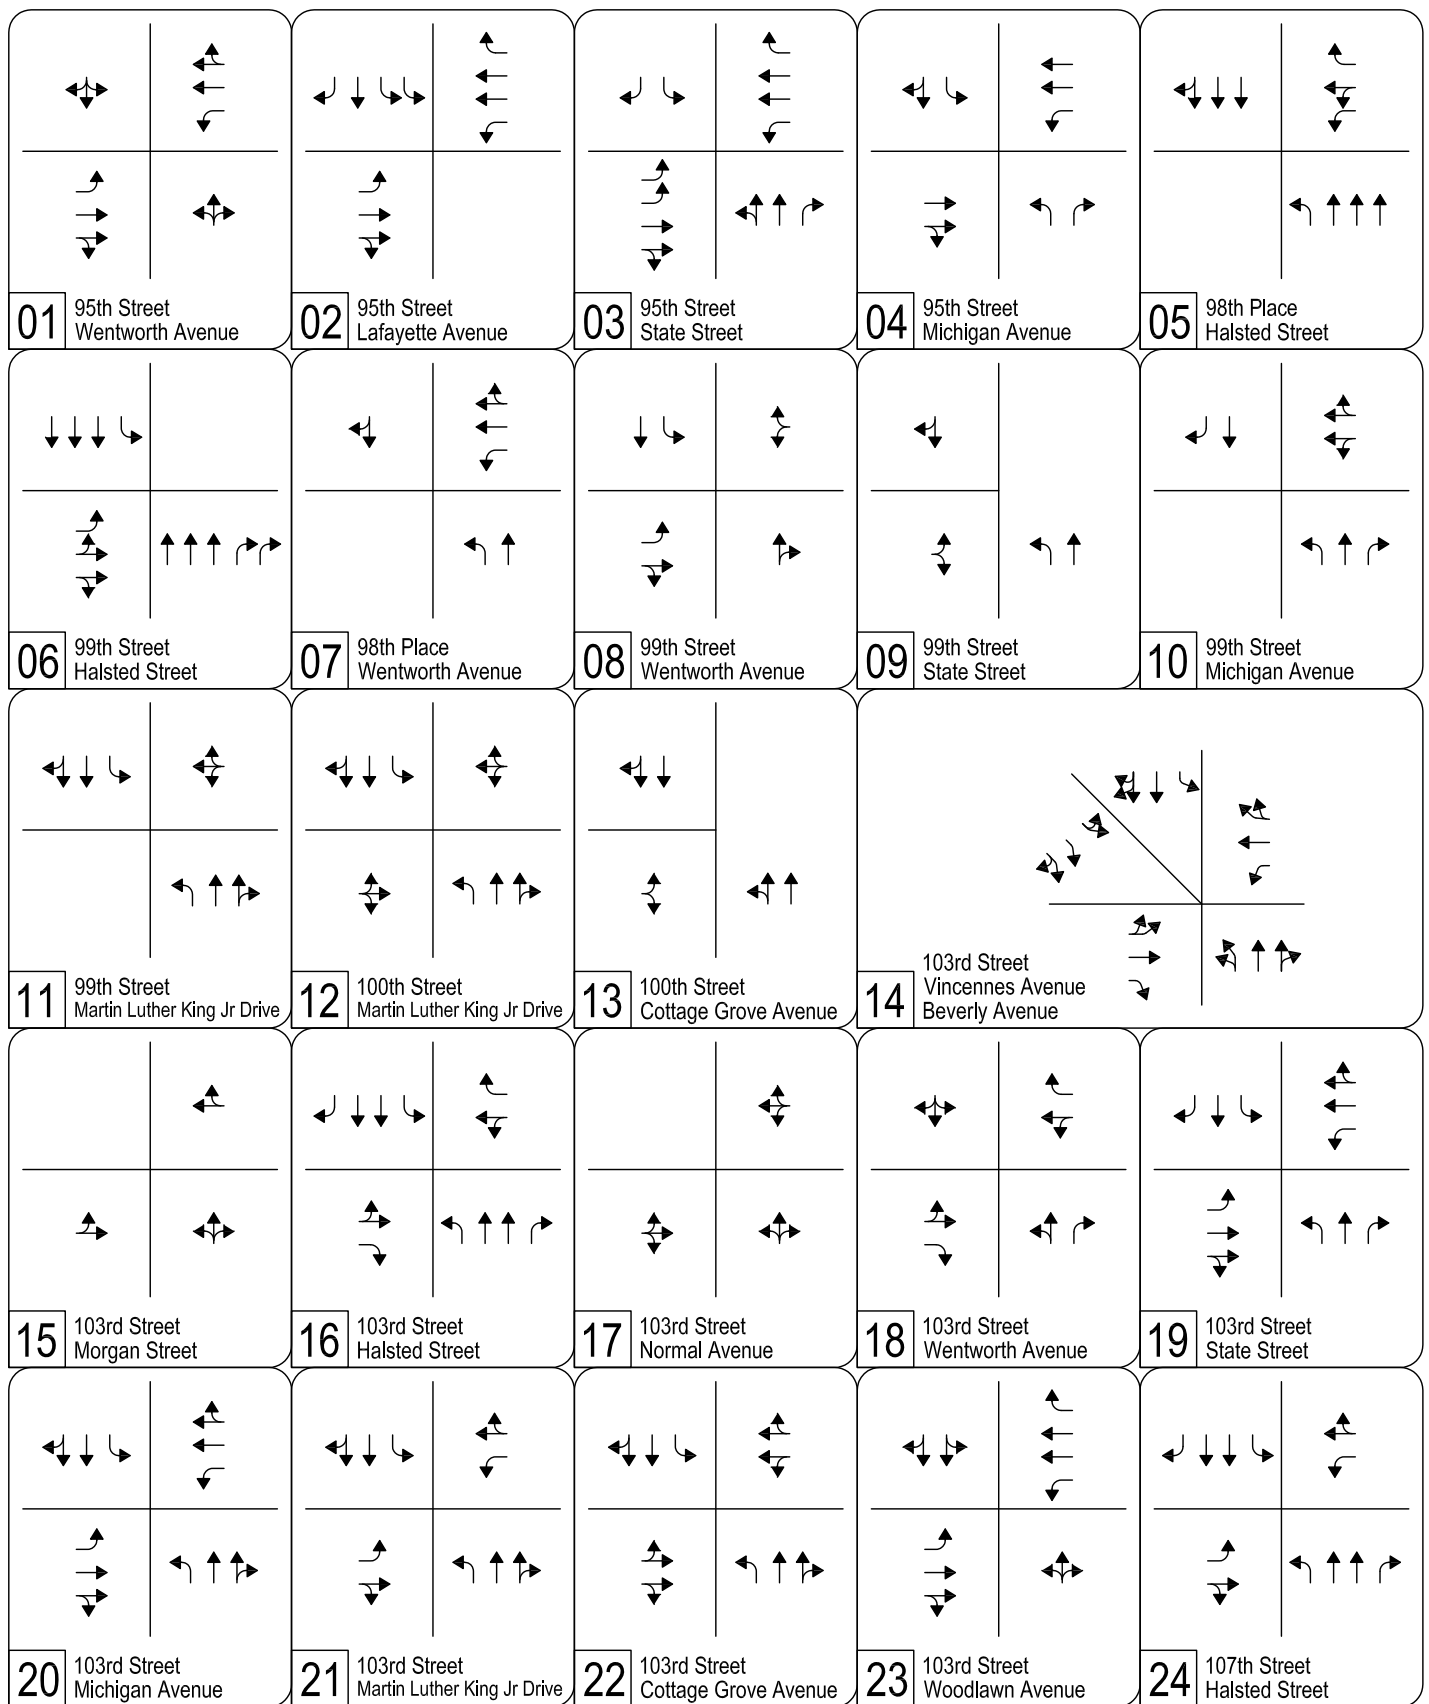 01
95th Street
Wentworth Avenue
02
95th Street
Lafayette Avenue
03
95th Street
State Street
04
95th Street
Michigan Avenue
05
98th Place
Halsted Street
06
99th Street
Halsted Street
07
98th Place
Wentworth Avenue
08
99th Street
Wentworth Avenue
09
99th Street
State Street
10
99th Street
Michigan Avenue
11
99th Street
Martin Luther King Jr Drive
12
100th Street
Martin Luther King Jr Drive
13
100th Street
Cottage Grove Avenue
14
103rd Street
Vincennes Avenue
Beverly Avenue
15
103rd Street
Morgan Street
16
103rd Street
Halsted Street
17
103rd Street
Normal Avenue
18
103rd Street
Wentworth Avenue
19
103rd Street
State Street
20
103rd Street
Michigan Avenue
21
103rd Street
Martin Luther King Jr Drive
22
103rd Street
Cottage Grove Avenue
23
103rd Street
Woodlawn Avenue
24
107th Street
Halsted Street